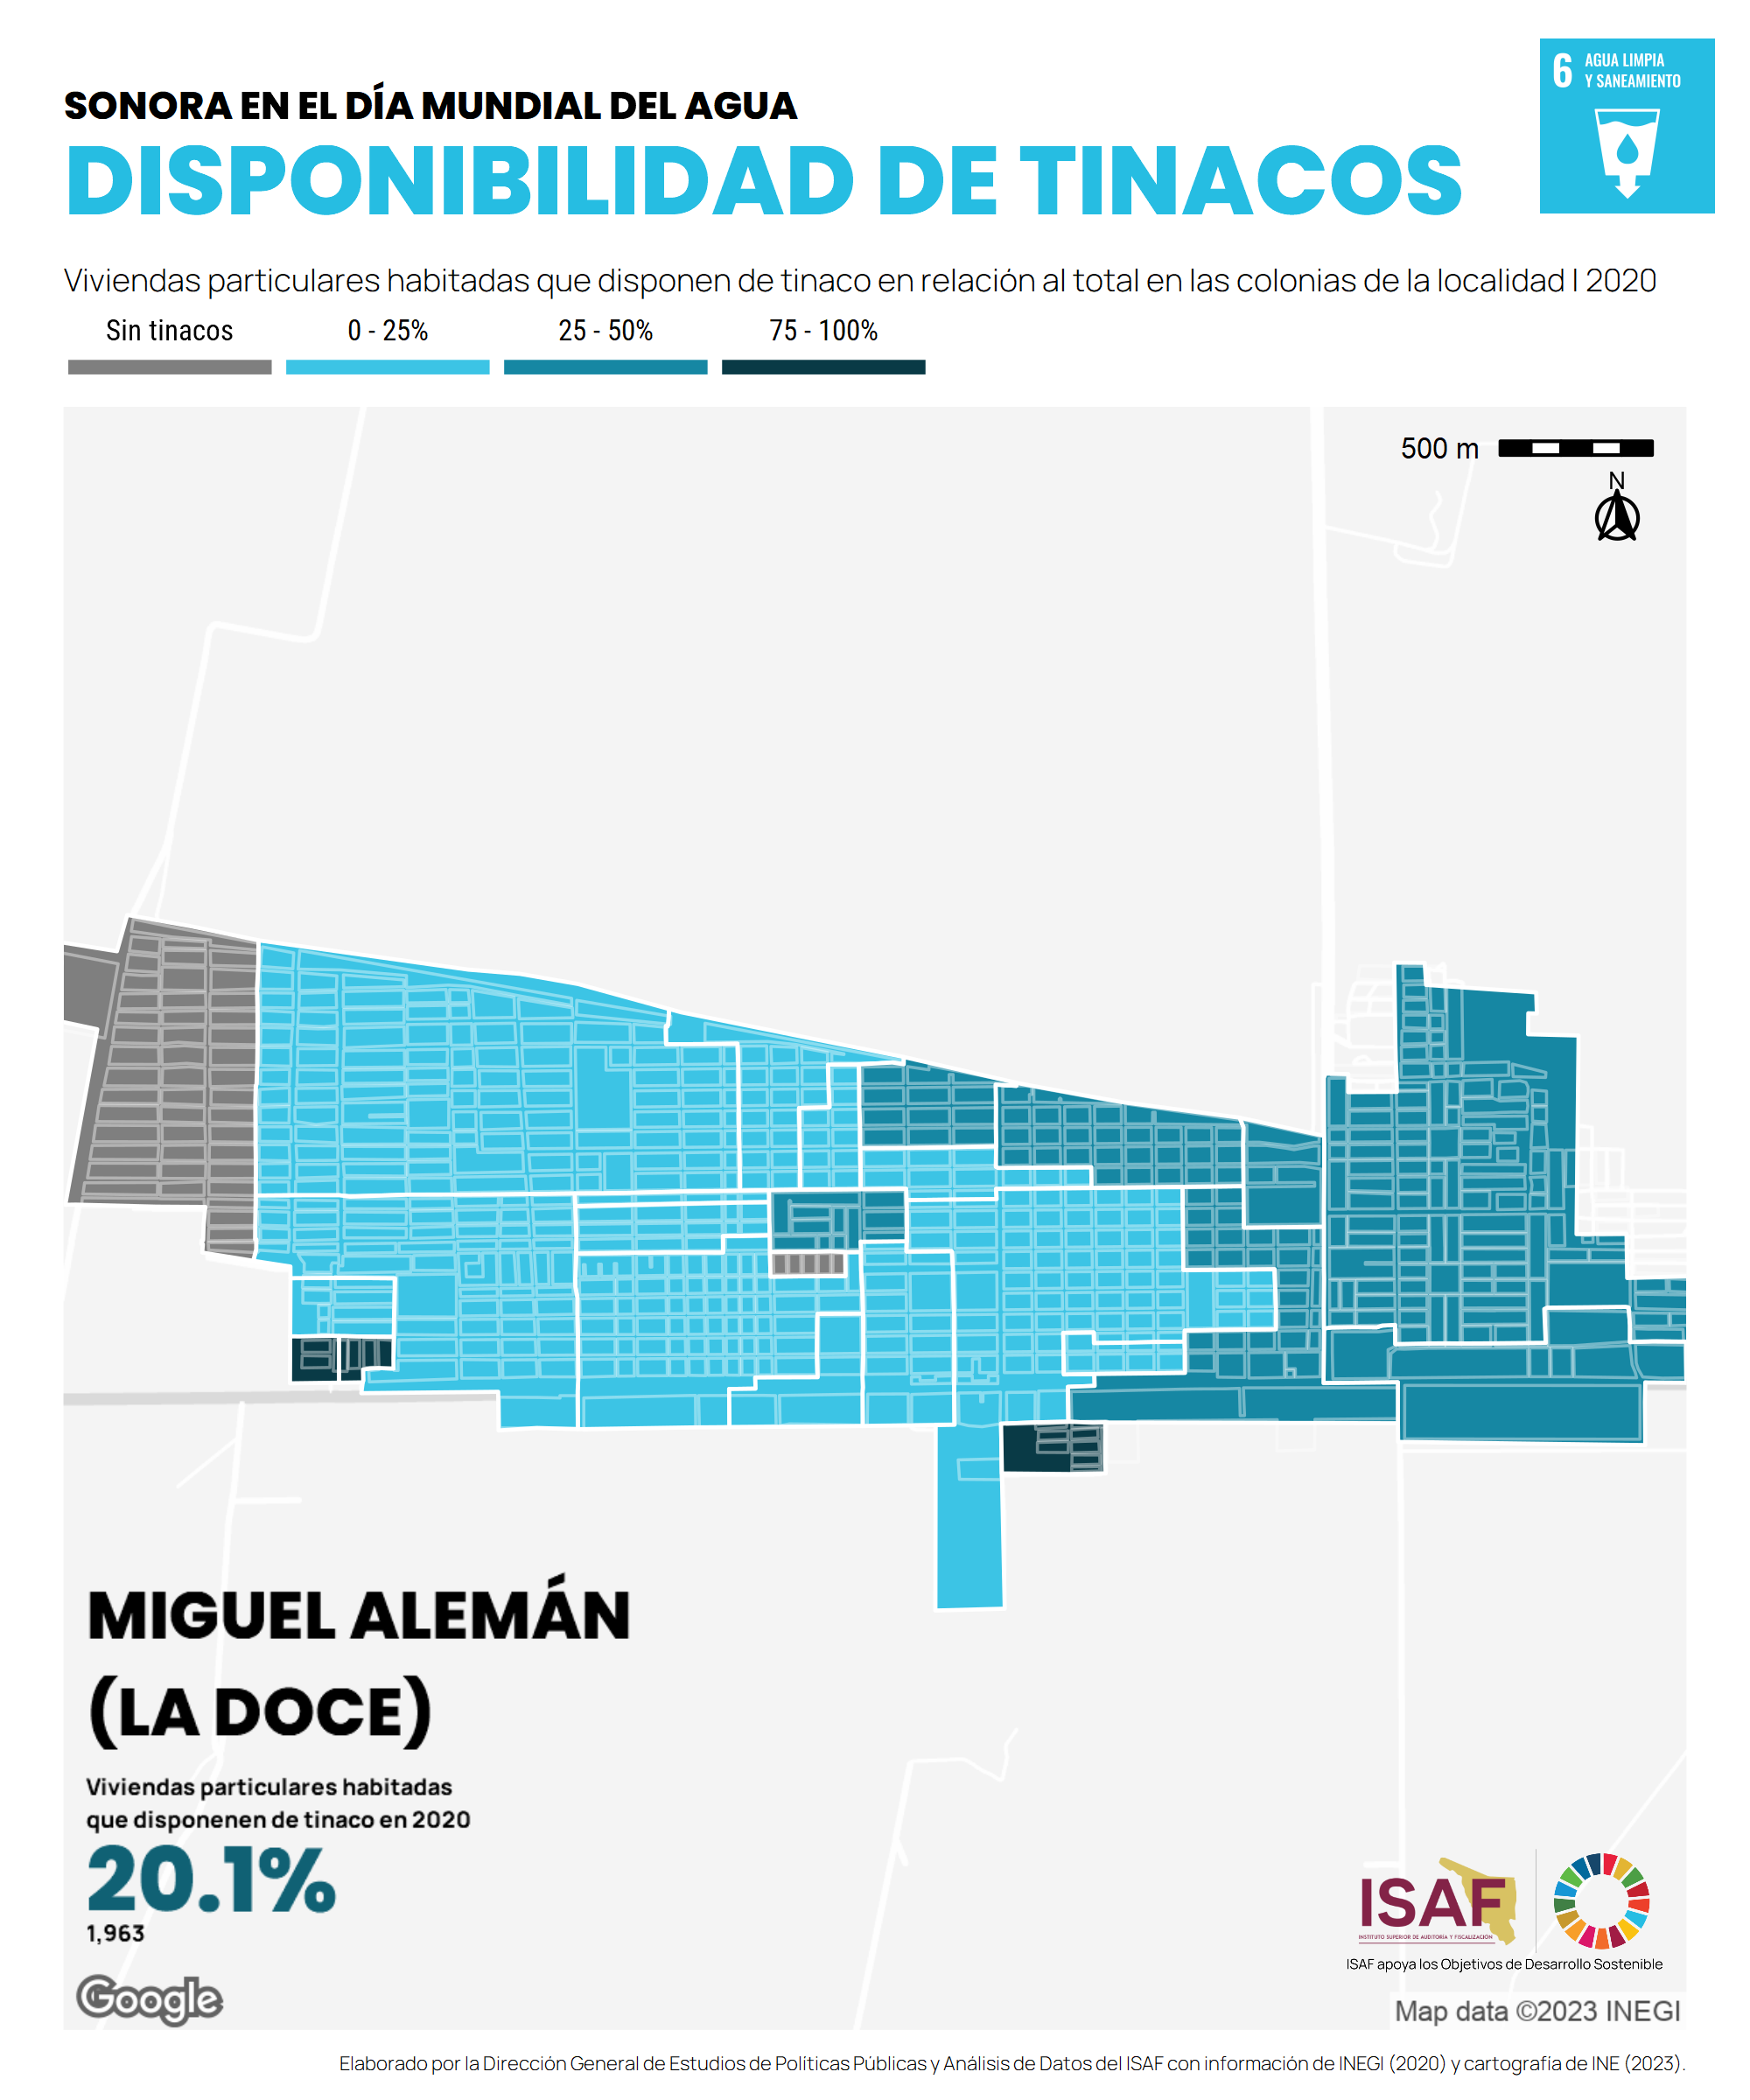 SONORA EN EL DÍA MUNDIAL DEL AGUA
DISPONIBILIDAD DE TINACOS
6 AGUA LIMPIA
Y SANEAMIENTO
Viviendas particulares habitadas que disponen de tinaco en relación al total en las colonias de la localidad | 2020
Sin tinacos 0 - 25% 25 - 50% 75 - 100%
500 m
N
MIGUEL ALEMÁN
(LA DOCE)
Viviendas particulares habitadas
que disponenen de tinaco en 2020
20.1%
1,963
Google
ISAF
INSTITUTO SUPERIOR DE AUDITORÍA Y FISCALIZACIÓN
ISAF apoya los Objetivos de Desarrollo Sostenible
Map data ©2023 INEGI
Elaborado por la Dirección General de Estudios de Políticas Públicas y Análisis de Datos del ISAF con información de INEGI (2020) y cartografía de INE (2023).